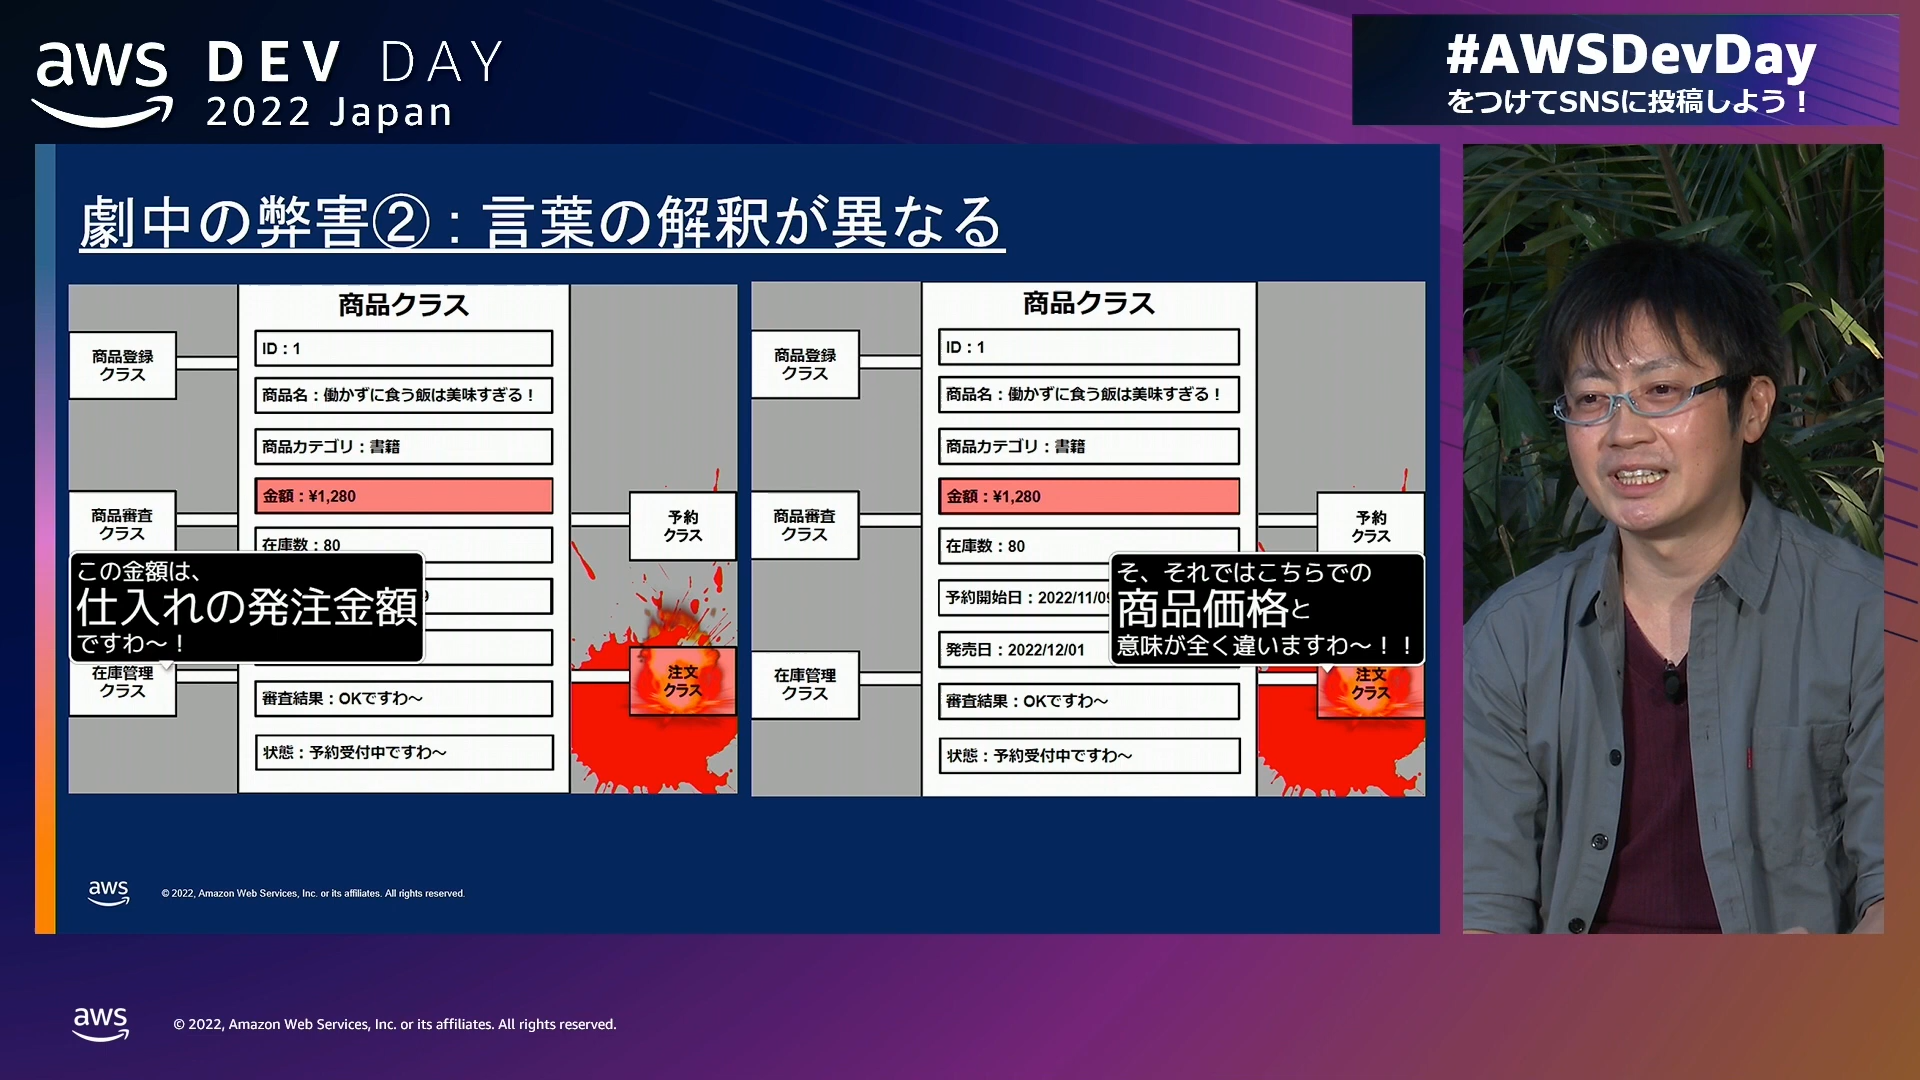 aws DEV DAY
2022 Japan
#AWSDevDay
をつけてSNSに投稿しよう！
劇中の弊害②：言葉の解釈が異なる
商品クラス
ID：1
商品名：働かずに食う飯は美味すぎる！
商品カテゴリ：書籍
金額：¥1,280
在庫数：80
9
審査結果：OKですわ～
状態：予約受付中ですわ～
商品登録
クラス
商品審査
クラス
この金額は、
仕入れの発注金額
ですわ～！
在庫管理
クラス
予約
クラス
注文
クラス
商品クラス
ID：1
商品名：働かずに食う飯は美味すぎる！
商品カテゴリ：書籍
金額：¥1,280
在庫数：80
予約開始日：2022/11/09
発売日：2022/12/01
審査結果：OKですわ～
状態：予約受付中ですわ～
商品登録
クラス
商品審査
クラス
在庫管理
クラス
予約
クラス
そ、それではこちらでの
商品価格と
意味が全く違いますわ～！！
注文
クラス
aws
© 2022, Amazon Web Services, Inc. or its affiliates. All rights reserved.
aws
© 2022, Amazon Web Services, Inc. or its affiliates. All rights reserved.